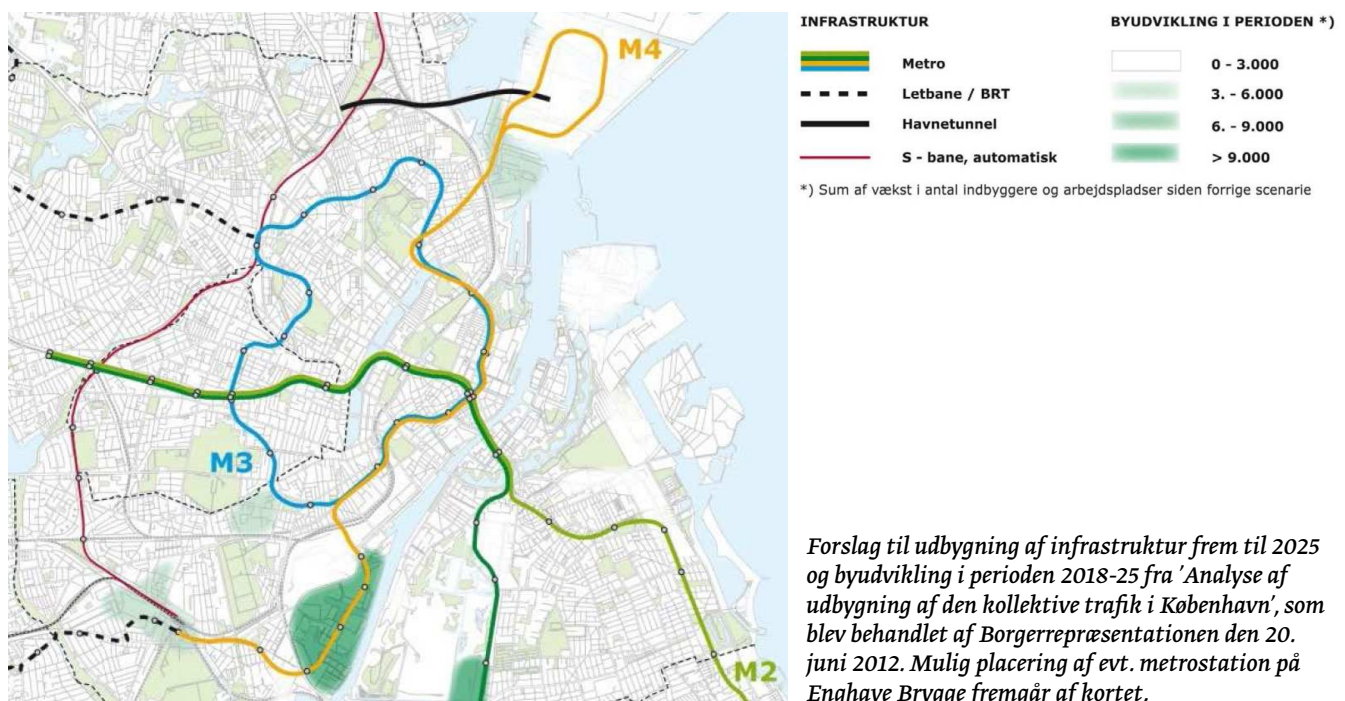 M4
M3
M2
INFRASTRUKTUR
Metro
Letbane / BRT
Havnetunnel
S - bane, automatisk
BYUDVIKLING I PERIODEN *)
0 - 3.000
3. - 6.000
6. - 9.000
> 9.000
*) Sum af vækst i antal indbyggere og arbejdspladser siden forrige scenarie
Forslag til udbygning af infrastruktur frem til 2025
og byudvikling i perioden 2018-25 fra 'Analyse af
udbygning af den kollektive trafik i København', som
blev behandlet af Borgerrepræsentationen den 20.
juni 2012. Mulig placering af evt. metrostation på
Enghave Brygge fremgår af kortet.